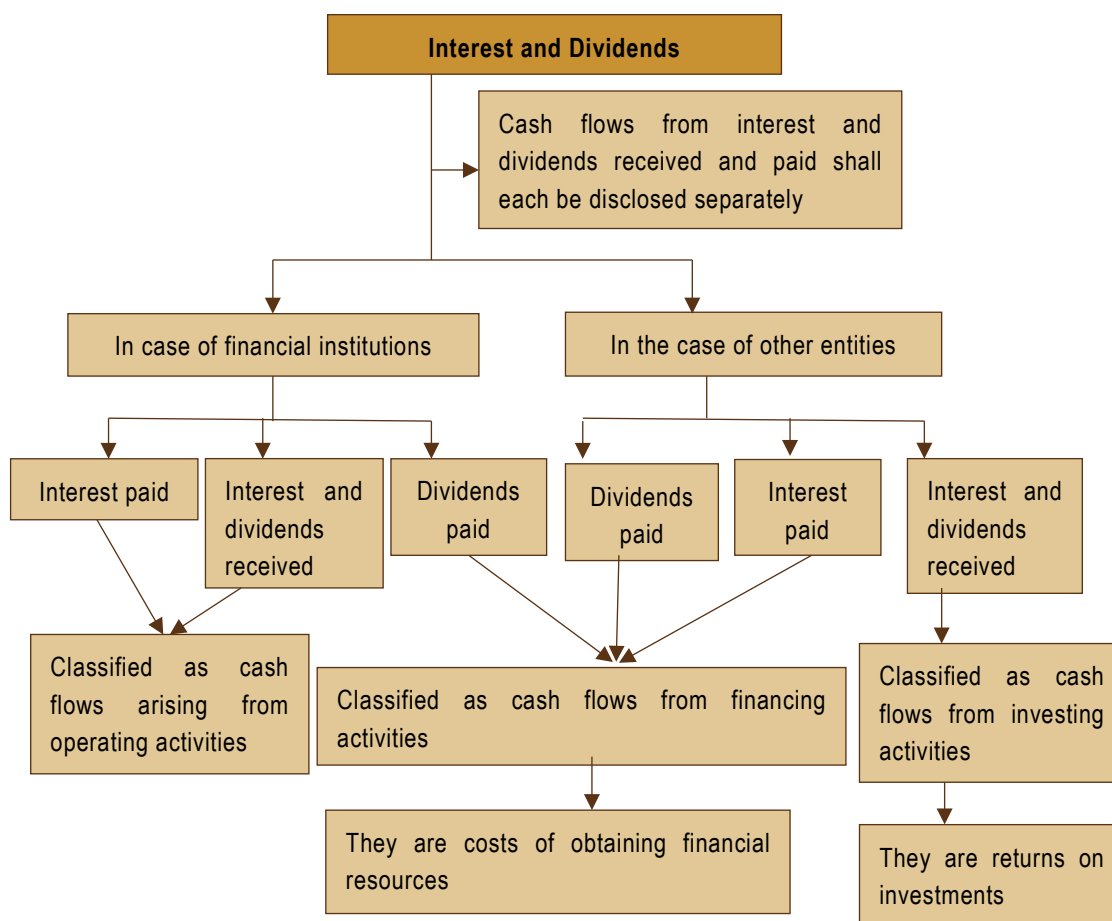 Interest and Dividends
Cash flows from interest and
dividends received and paid shall
each be disclosed separately
In case of financial institutions
In the case of other entities
Interest paid
Interest and
dividends
received
Dividends
paid
Dividends
paid
Interest
paid
Interest and
dividends
received
Classified as cash
flows arising from
operating activities
Classified as cash flows from financing
activities
Classified as cash
flows from investing
activities
They are costs of obtaining financial
resources
They are returns on
investments